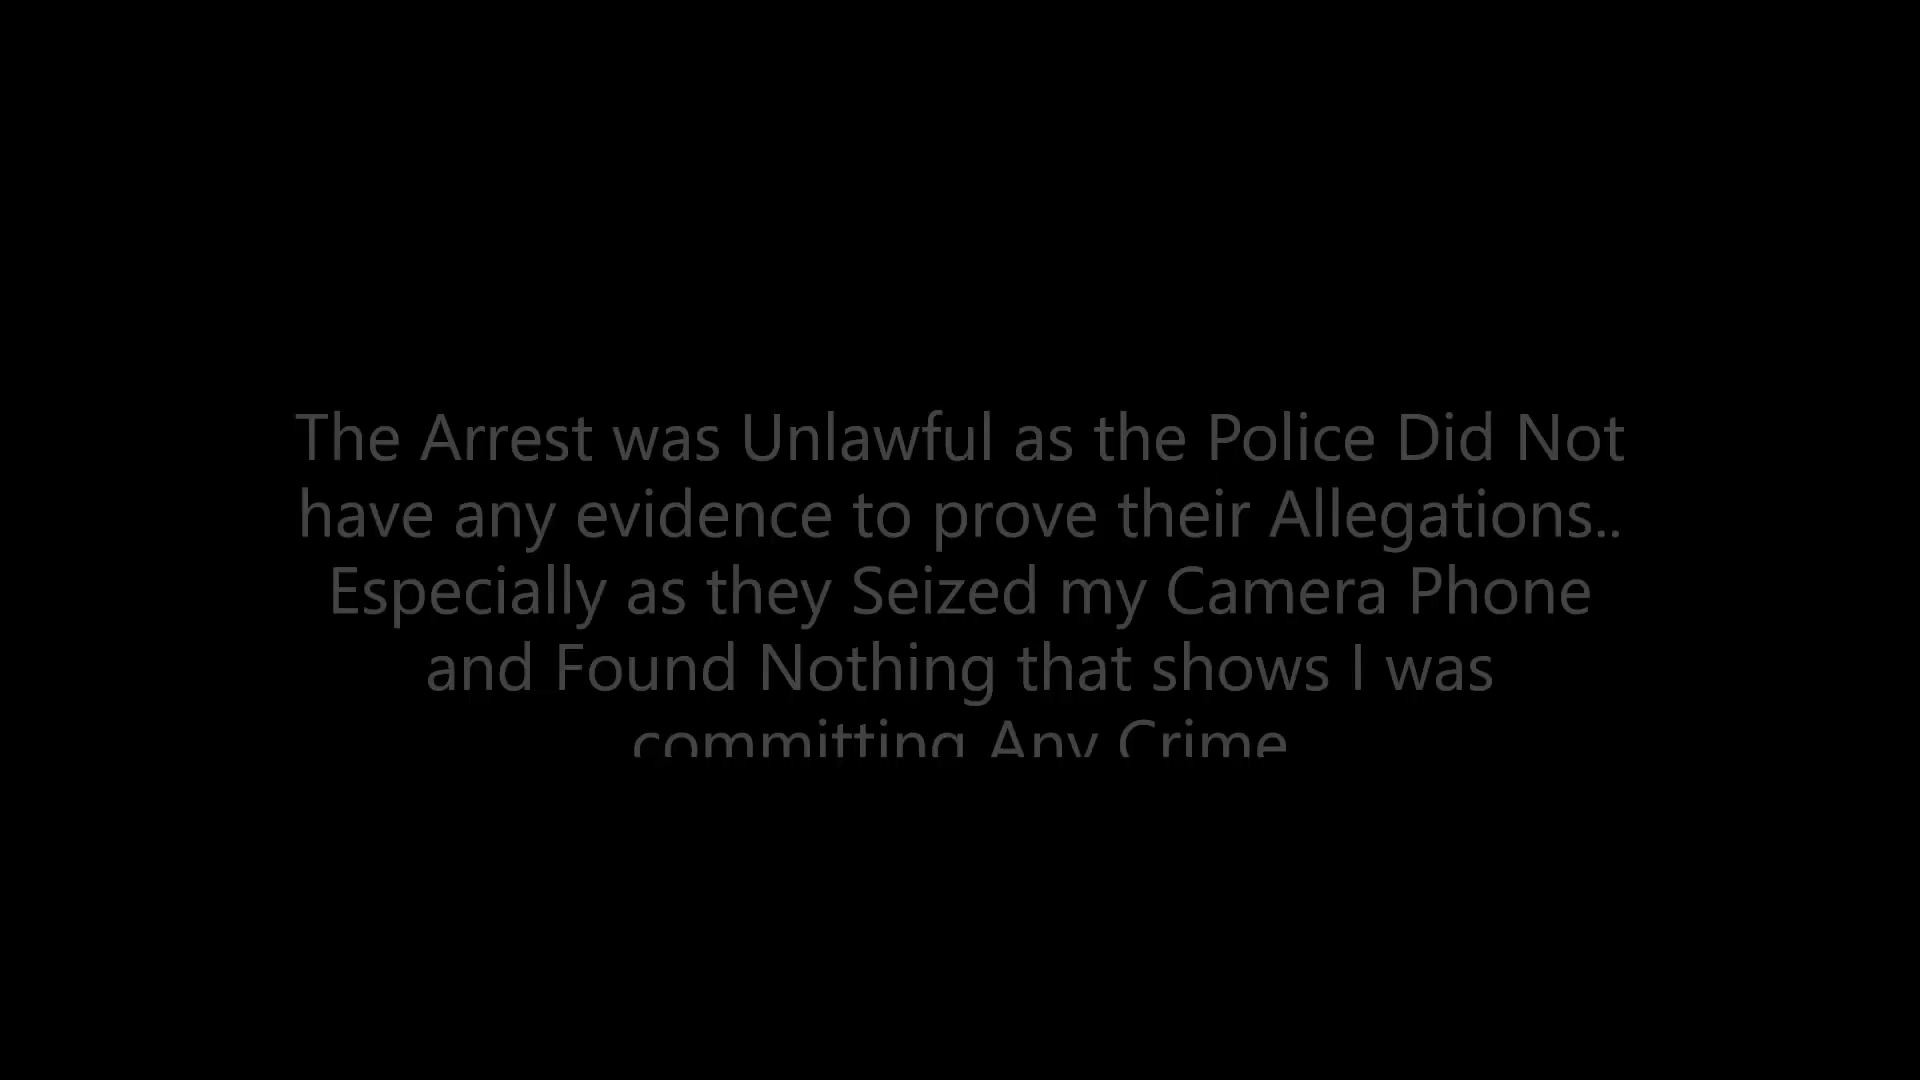 The Arrest was Unlawful as the Police Did Not
have any evidence to prove their Allegations..
Especially as they Seized my Camera Phone
and Found Nothing that shows I was
committing Any Crime